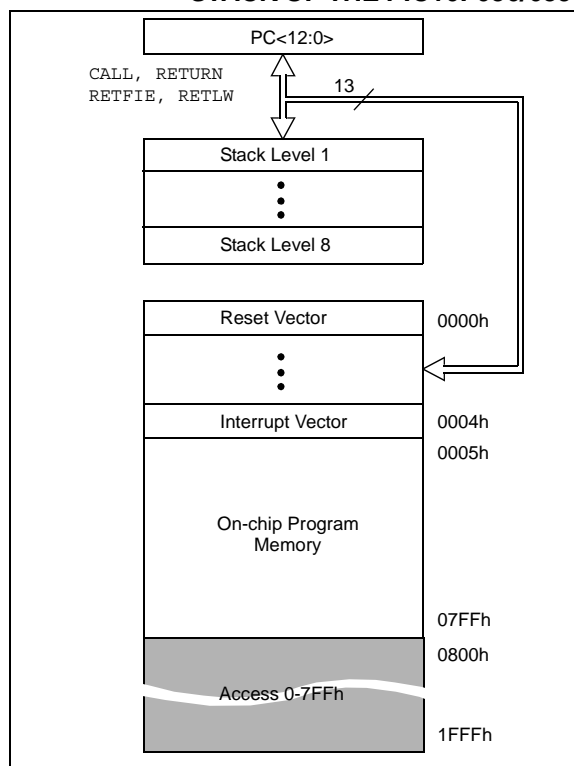 PC<12:0>
CALL, RETURN
RETFIE, RETLW
13
Stack Level 1
Stack Level 8
Reset Vector
0000h
Interrupt Vector
0004h
0005h
On-chip Program
Memory
07FFh
0800h
Access 0-7FFh
1FFFh